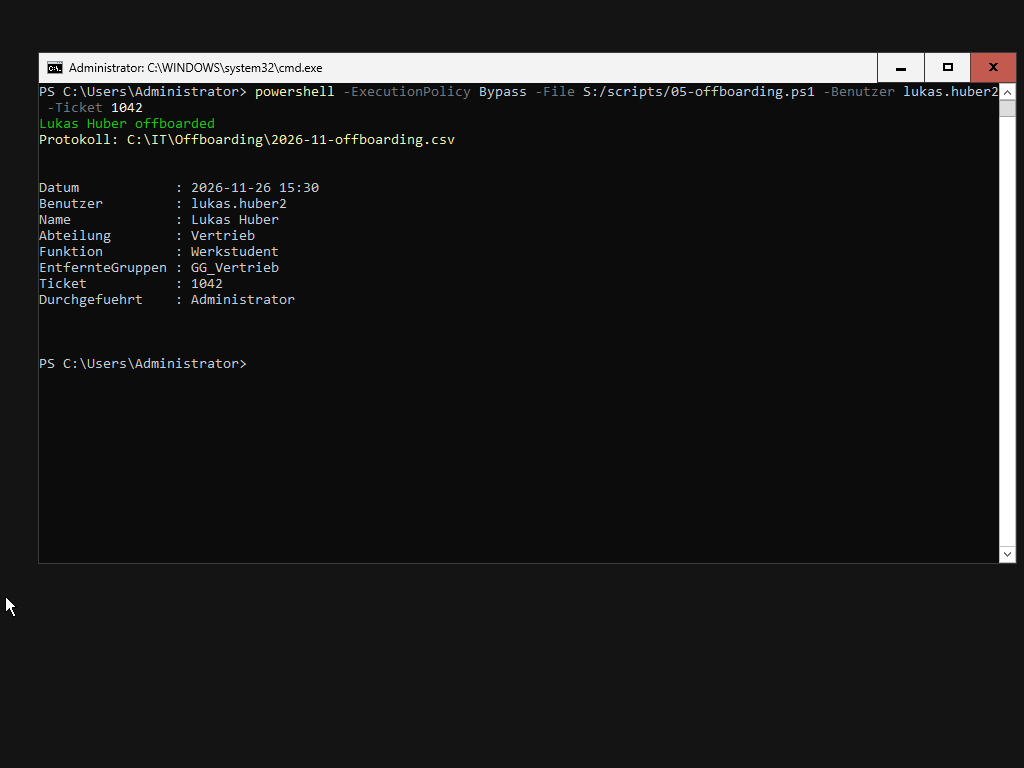 Administrator: C:\WINDOWS\system32\cmd.exe
PS C:\Users\Administrator> powershell -ExecutionPolicy Bypass -File S:/scripts/05-offboarding.ps1 -Benutzer lukas.huber2
-Ticket 1042
Lukas Huber offboarded
Protokoll: C:\IT\Offboarding\2026-11-offboarding.csv
Datum : 2026-11-26 15:30
Benutzer : lukas.huber2
Name : Lukas Huber
Abteilung : Vertrieb
Funktion : Werkstudent
EntfernteGruppen : GG_Vertrieb
Ticket : 1042
Durchgefuehrt : Administrator
PS C:\Users\Administrator>